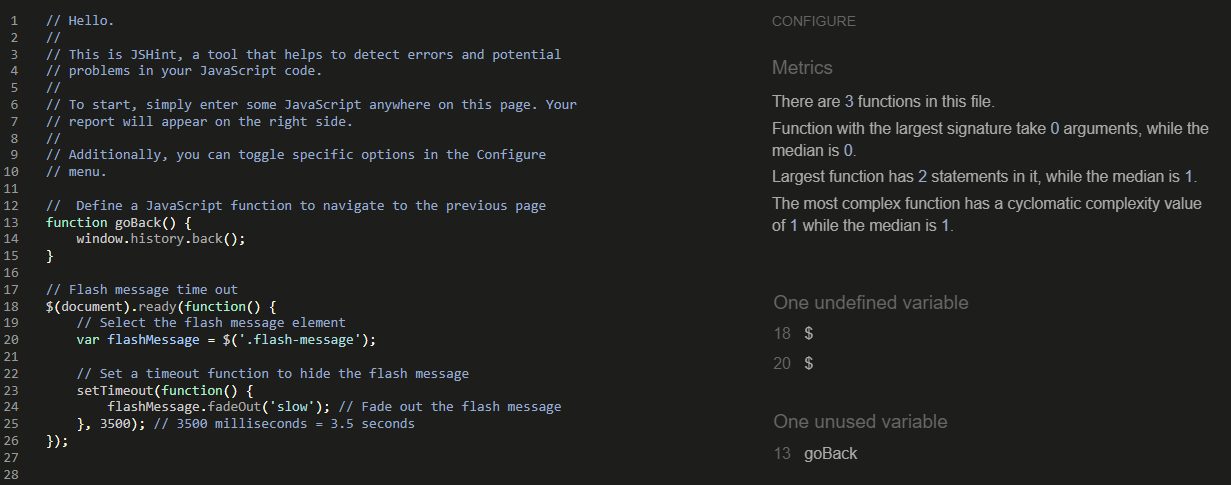 1 // Hello.
2 //
3 // This is JSHint, a tool that helps to detect errors and potential
4 // problems in your JavaScript code.
5 //
6 // To start, simply enter some JavaScript anywhere on this page. Your
7 // report will appear on the right side.
8 //
9 // Additionally, you can toggle specific options in the Configure
10 // menu.
11
12 //  Define a JavaScript function to navigate to the previous page
13 function goBack() {
14     window.history.back();
15 }
16
17 // Flash message time out
18 $(document).ready(function() {
19     // Select the flash message element
20     var flashMessage = $('.flash-message');
21
22     // Set a timeout function to hide the flash message
23     setTimeout(function() {
24         flashMessage.fadeOut('slow'); // Fade out the flash message
25     }, 3500); // 3500 milliseconds = 3.5 seconds
26 });
27
28
CONFIGURE
Metrics
There are 3 functions in this file.
Function with the largest signature take 0 arguments, while the
median is 0.
Largest function has 2 statements in it, while the median is 1.
The most complex function has a cyclomatic complexity value
of 1 while the median is 1.
One undefined variable
18 $
20 $
One unused variable
13 goBack